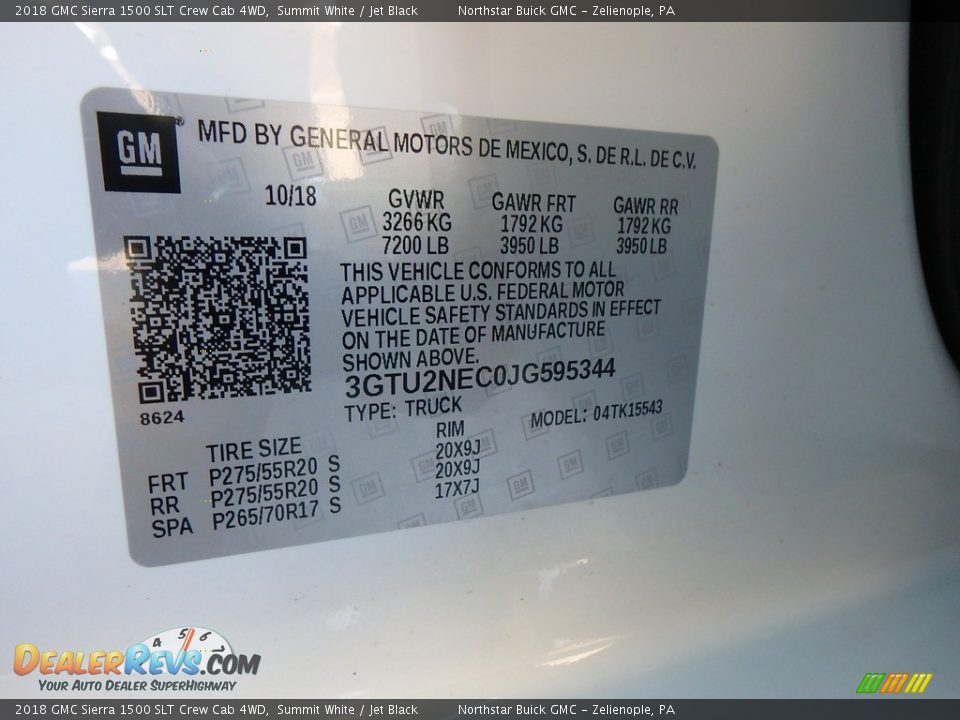 2018 GMC Sierra 1500 SLT Crew Cab 4WD, Summit White / Jet Black Northstar Buick GMC - Zelienople, PA
GM
MFD BY GENERAL MOTORS DE MEXICO, S. DE R.L. DE C.V.
10/18 GVWR GAWR FRT GAWR RR
3266 KG 1792 KG 1792 KG
7200 LB 3950 LB 3950 LB
THIS VEHICLE CONFORMS TO ALL
APPLICABLE U.S. FEDERAL MOTOR
VEHICLE SAFETY STANDARDS IN EFFECT
ON THE DATE OF MANUFACTURE
SHOWN ABOVE.
3GTU2NEC0JG595344
8624
TYPE: TRUCK MODEL: 04TK15543
TIRE SIZE RIM
FRT P275/55R20 S 20X9J
RR P275/55R20 S 20X9J
SPA P265/70R17 S 17X7J
4 5 6
DEALERREVS.COM
YOUR AUTO DEALER SUPERHIGHWAY
2018 GMC Sierra 1500 SLT Crew Cab 4WD, Summit White / Jet Black Northstar Buick GMC - Zelienople, PA